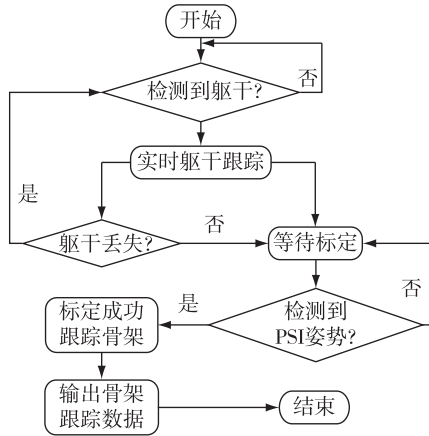 开始
否
检测到躯干?
实时躯干跟踪
是
否
躯干丢失?
等待标定
否
是
检测到
PSI姿势?
标定成功
跟踪骨架
输出骨架
跟踪数据
结束